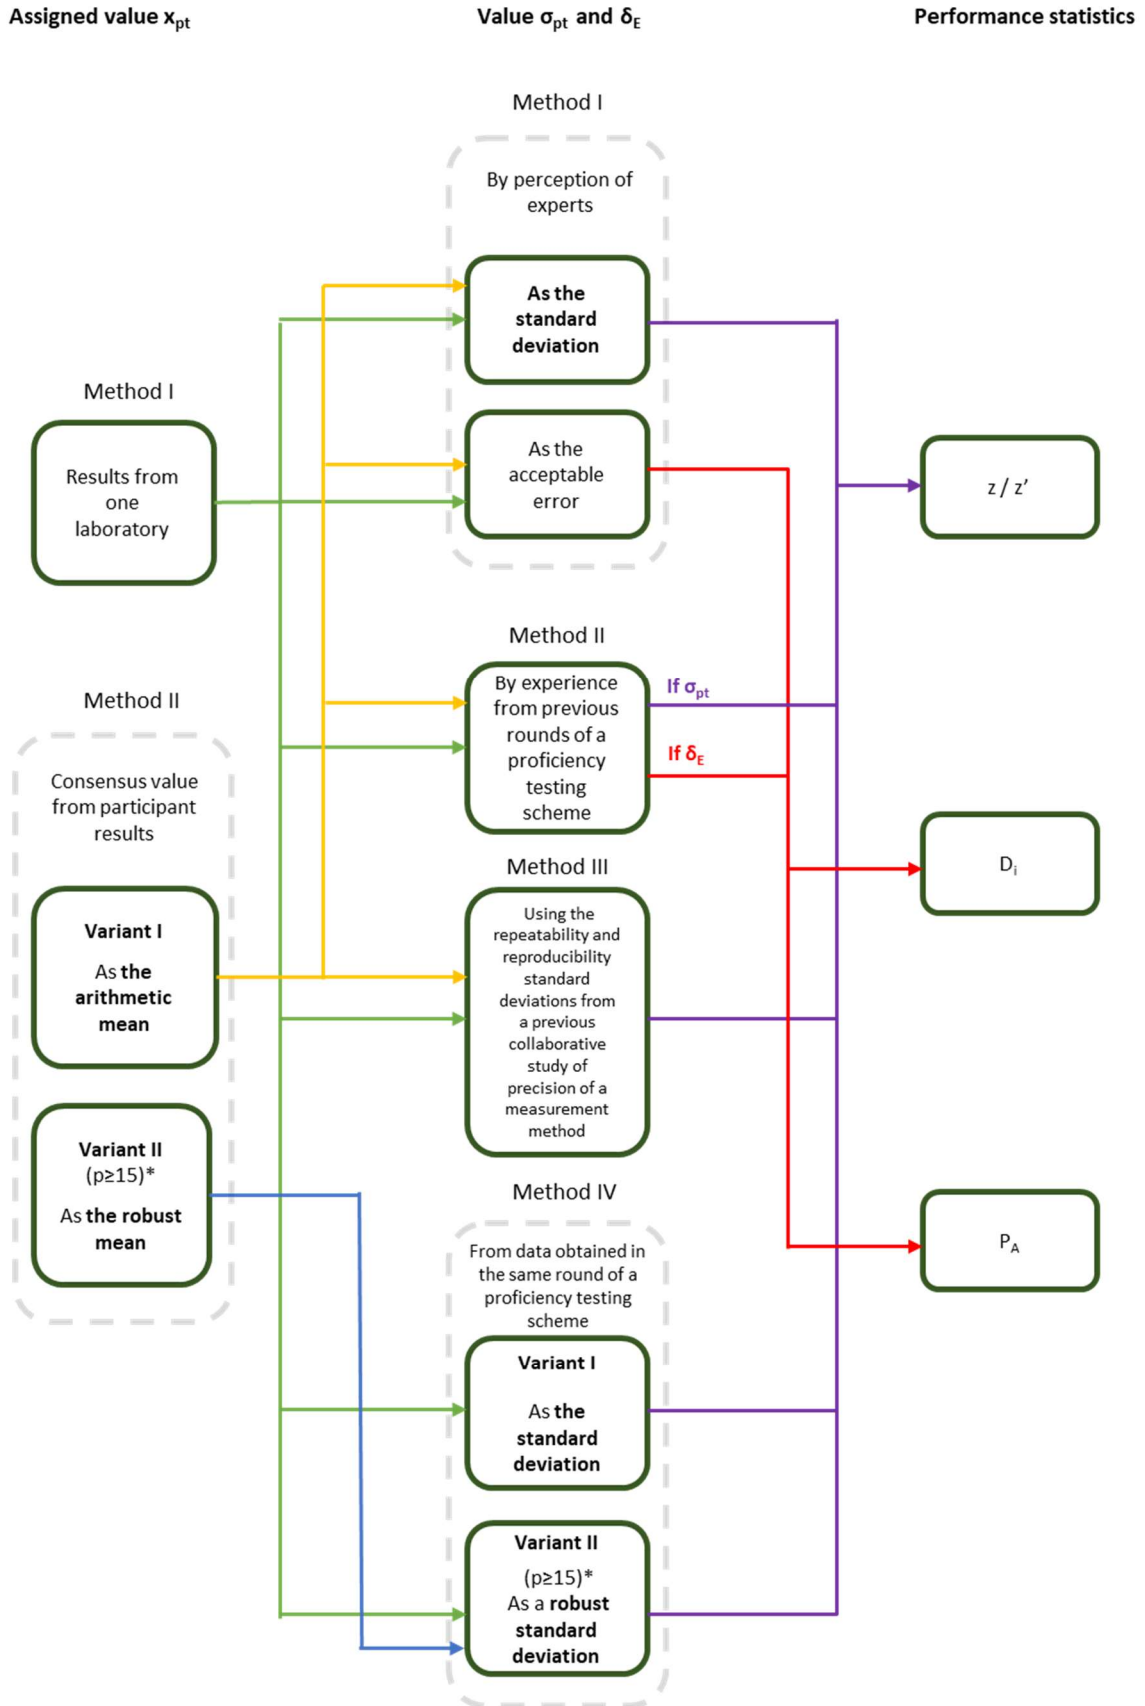 Assigned value xpt
Value σpt and δE
Performance statistics
Method I
By perception of
experts
As the
standard
deviation
As the
acceptable
error
Method I
Results from
one
laboratory
z / z’
Method II
By experience
from previous
rounds of a
proficiency
testing
scheme
If σpt
If δE
Method II
Consensus value
from participant
results
Variant I
As the
arithmetic
mean
Variant II
(p≥15)*
As the robust
mean
Method III
Using the
repeatability and
reproducibility
standard
deviations from
a previous
collaborative
study of
precision of a
measurement
method
Di
Method IV
From data obtained in
the same round of a
proficiency testing
scheme
Variant I
As the
standard
deviation
Variant II
(p≥15)*
As a robust
standard
deviation
PA